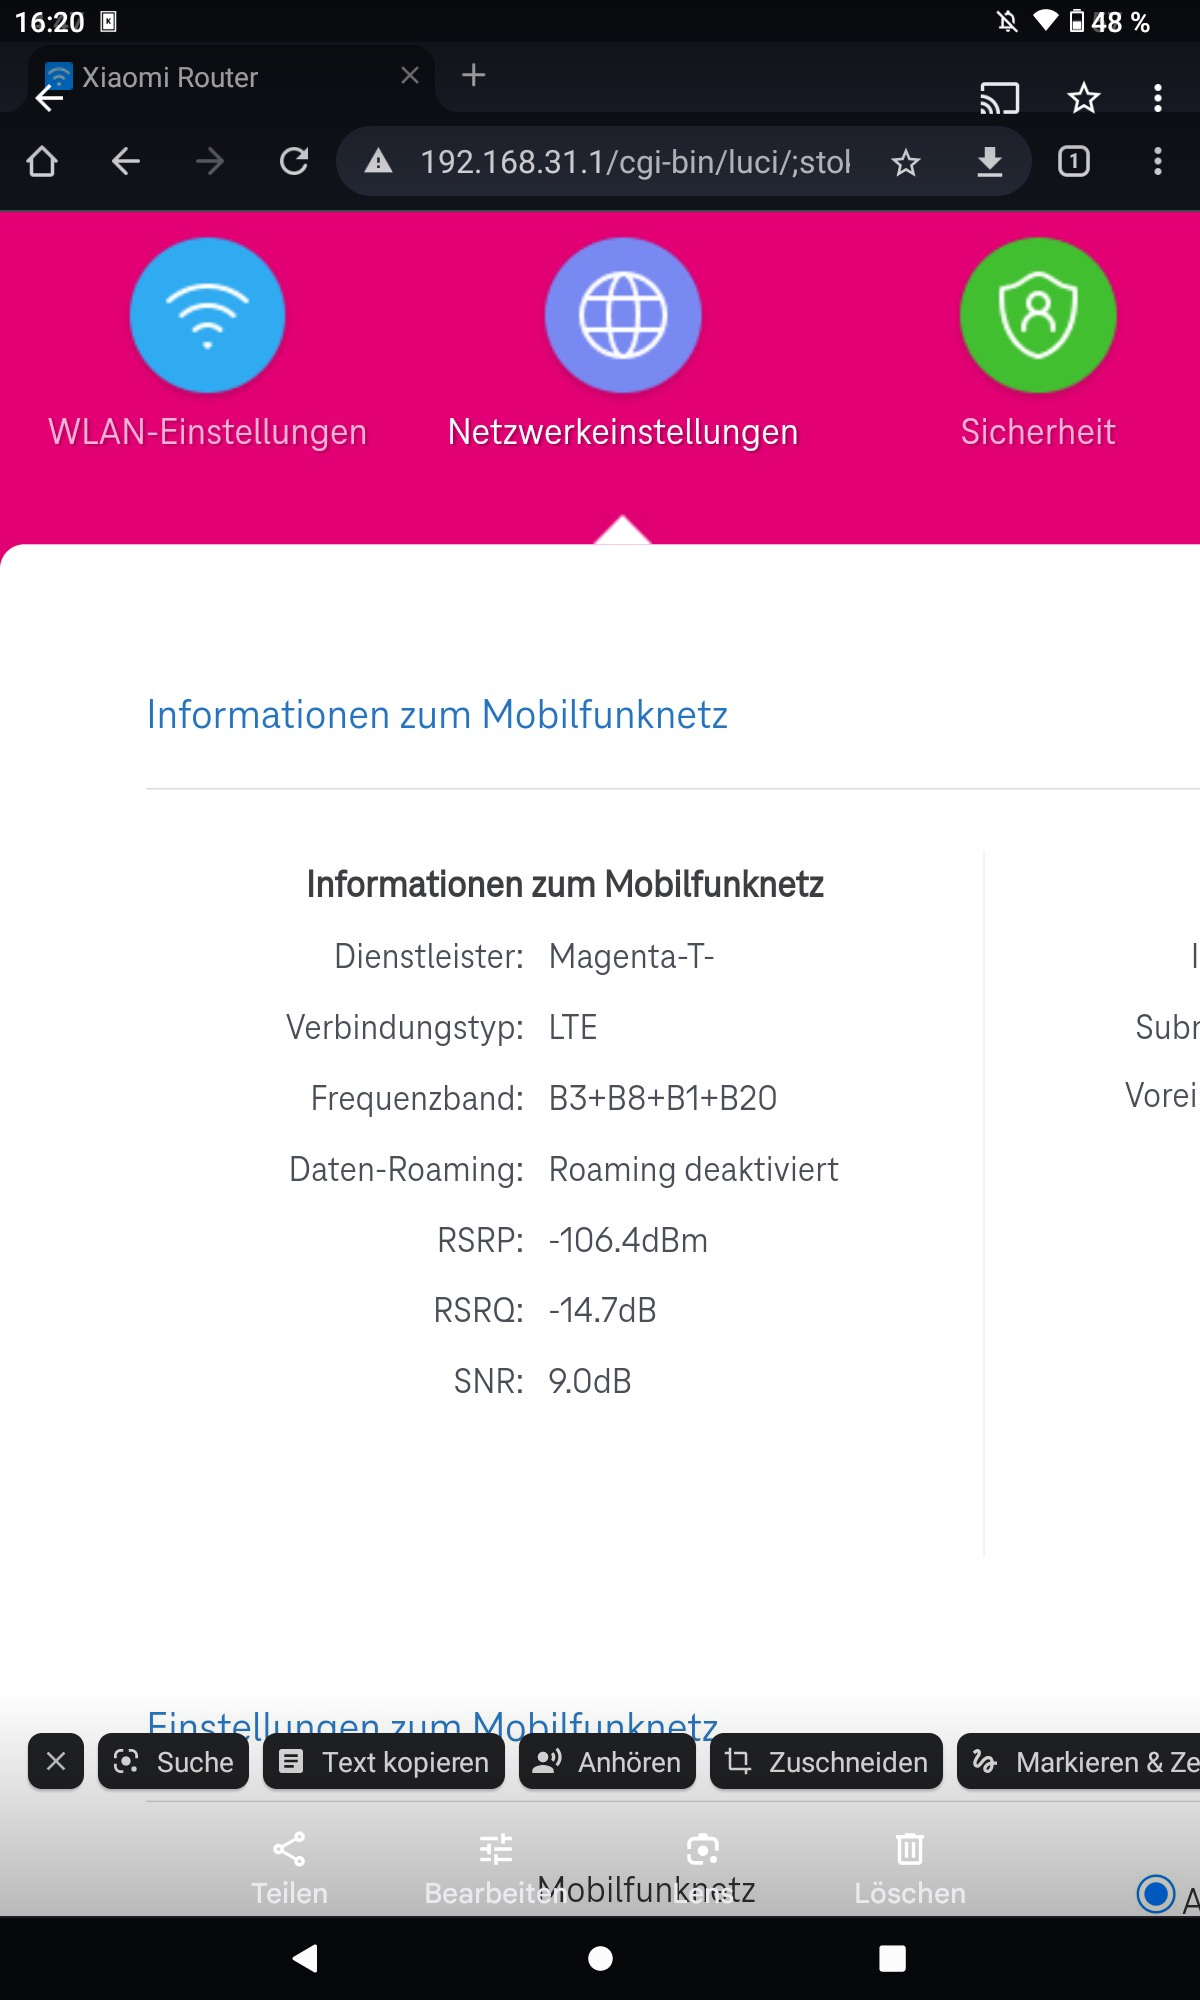 16:20
48 %
Xiaomi Router
192.168.31.1/cgi-bin/luci/;stol
1
WLAN-Einstellungen
Netzwerkeinstellungen
Sicherheit
Informationen zum Mobilfunknetz
Informationen zum Mobilfunknetz
Dienstleister: Magenta-T-
I
Verbindungstyp: LTE
Subr
Frequenzband: B3+B8+B1+B20
Vorei
Daten-Roaming: Roaming deaktiviert
RSRP: -106.4dBm
RSRQ: -14.7dB
SNR: 9.0dB
Einstellungen zum Mobilfunknetz
Suche
Text kopieren
Anhören
Zuschneiden
Markieren & Ze
Teilen
Bearbeiten
Lens
Löschen
Mobilfunknetz
A